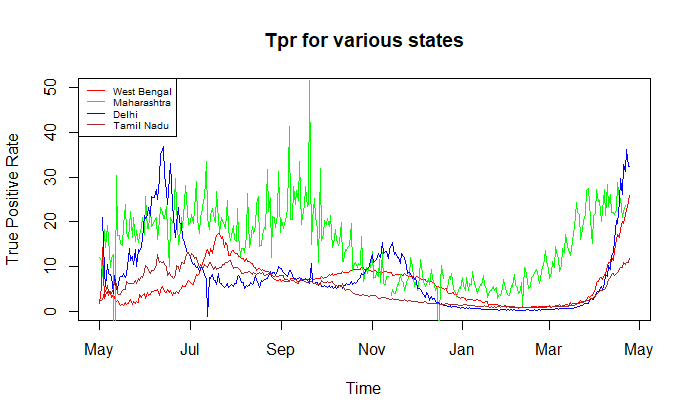 Tpr for various states
West Bengal
Maharashtra
Delhi
Tamil Nadu
True Positive Rate
50
40
30
20
10
0
May Jul Sep Nov Jan Mar May
Time